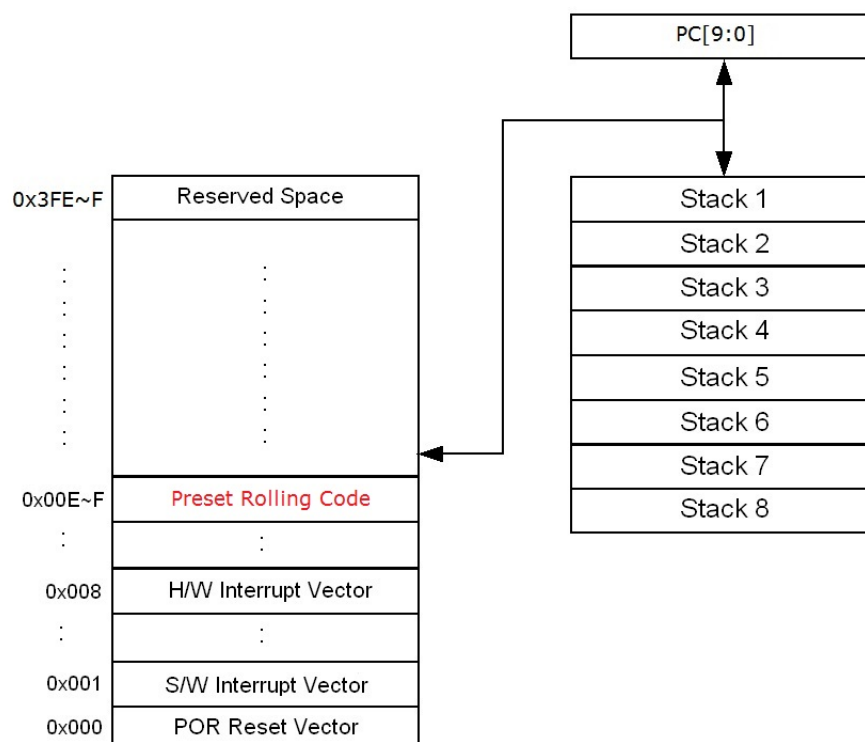 PC[9:0]
0x3FE~F
Reserved Space
Stack 1
Stack 2
Stack 3
Stack 4
Stack 5
Stack 6
Stack 7
Stack 8
0x00E~F
Preset Rolling Code
0x008
H/W Interrupt Vector
0x001
S/W Interrupt Vector
0x000
POR Reset Vector